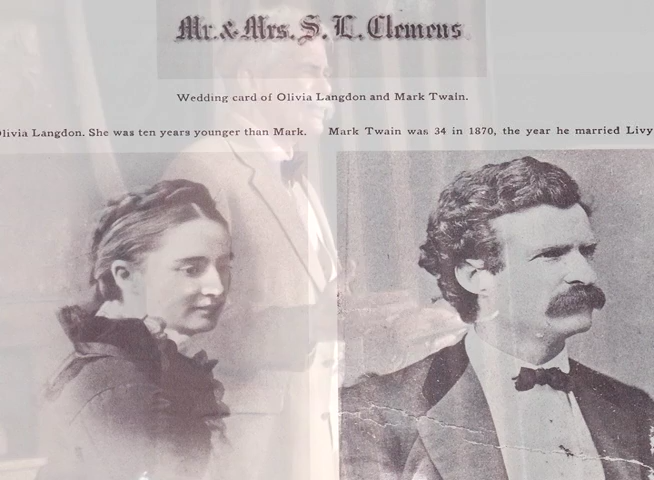 Mr. & Mrs. S. L. Clemens
Wedding card of Olivia Langdon and Mark Twain.
Olivia Langdon. She was ten years younger than Mark. Mark Twain was 34 in 1870, the year he married Livy